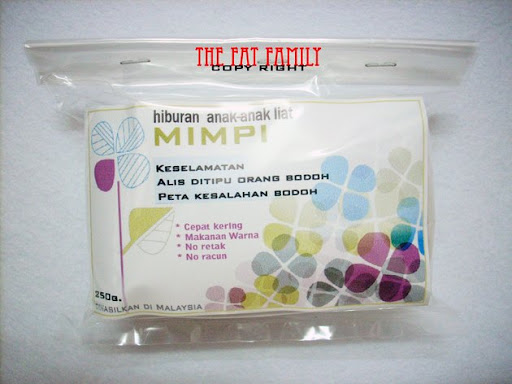 THE FAT FAMILY
COPY RIGHT
hiburan anak-anak liat
MIMPI
KESELAMATAN
ALIS DITIPU ORANG BODOH
PETA KESALAHAN BODOH
* Cepat kering
* Makanan Warna
* No retak
* No racun
250G.
DI MALAYSIA